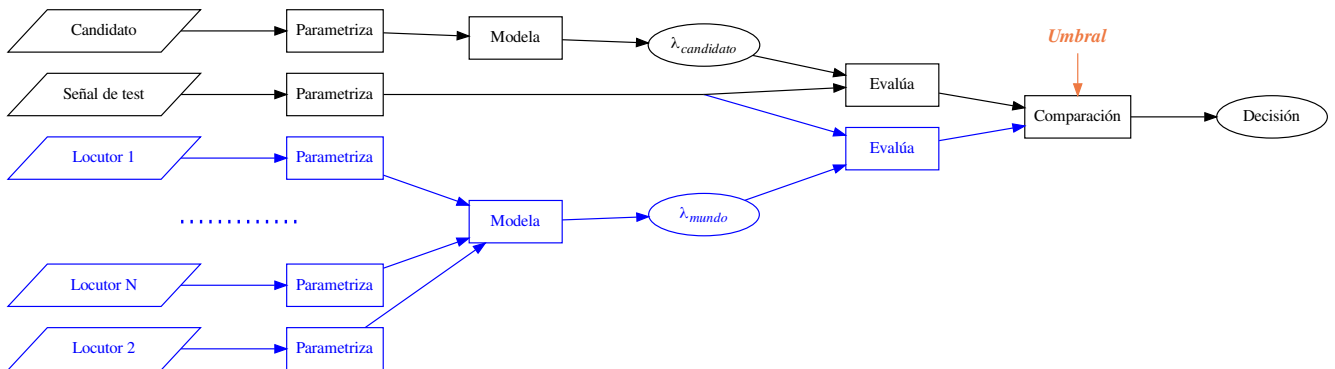 Candidato
Parametriza
Modela
λcandidato
Umbral
Señal de test
Parametriza
Evalúa
Comparación
Decisión
Locutor 1
Parametriza
Evalúa
Modela
λmundo
Locutor N
Parametriza
Locutor 2
Parametriza